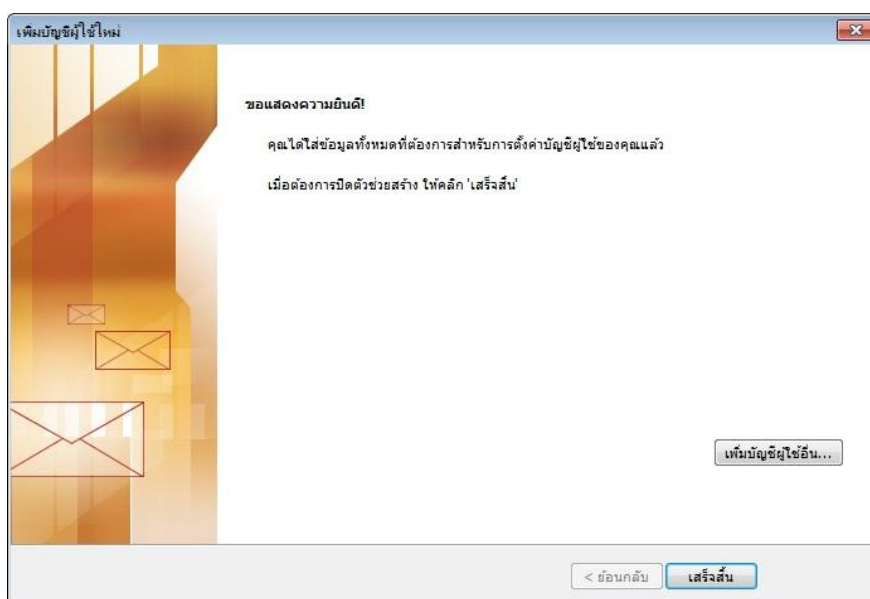 เพิ่มบัญชีผู้ใช้ใหม่
ขอแสดงความยินดี!
คุณได้ใส่ข้อมูลทั้งหมดที่ต้องการสำหรับการตั้งค่าบัญชีผู้ใช้ของคุณแล้ว
เมื่อต้องการปิดตัวช่วยสร้าง ให้คลิก 'เสร็จสิ้น'
เพิ่มบัญชีผู้ใช้อื่น...
< ย้อนกลับ เสร็จสิ้น